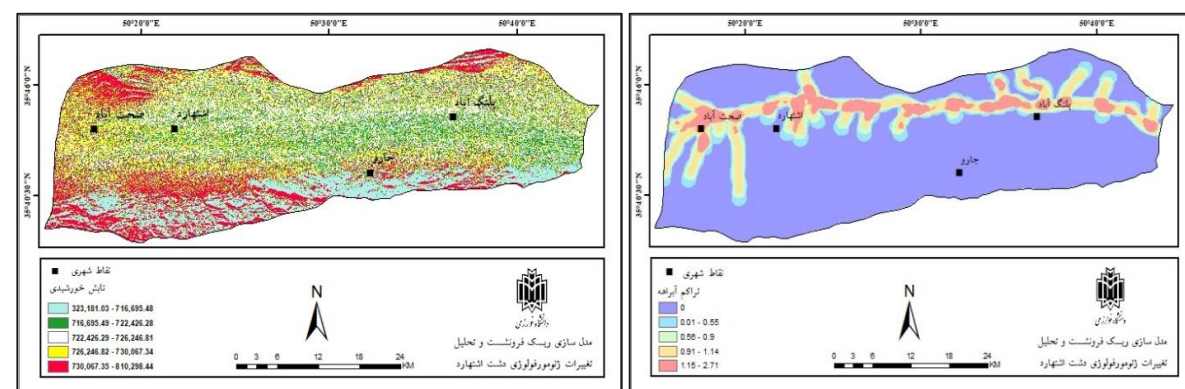 50°20'0"E
50°30'0"E
50°40'0"E
35°46'0"N
35°40'30"N
صحت آباد
اشتهارد
پلنگ آباد
جارو
نقاط شهری
تابش خورشیدی
323,181.03 - 716,695.48
716,695.49 - 722,426.28
722,426.29 - 726,246.81
726,246.82 - 730,067.34
730,067.35 - 810,298.44
N
0 3 6 12 18 24
KM
دانشگاه خوارزمی
مدل سازی ریسک فرونشست و تحلیل
تغییرات ژئومورفولوژی دشت اشتهارد
50°20'0"E
50°30'0"E
50°40'0"E
35°46'0"N
35°40'30"N
صحت آباد
اشتهارد
پلنگ آباد
جارو
نقاط شهری
تراکم آبراهه
0
0.01 - 0.55
0.56 - 0.9
0.91 - 1.14
1.15 - 2.71
N
0 3 6 12 18 24
KM
دانشگاه خوارزمی
مدل سازی ریسک فرونشست و تحلیل
تغییرات ژئومورفولوژی دشت اشتهارد